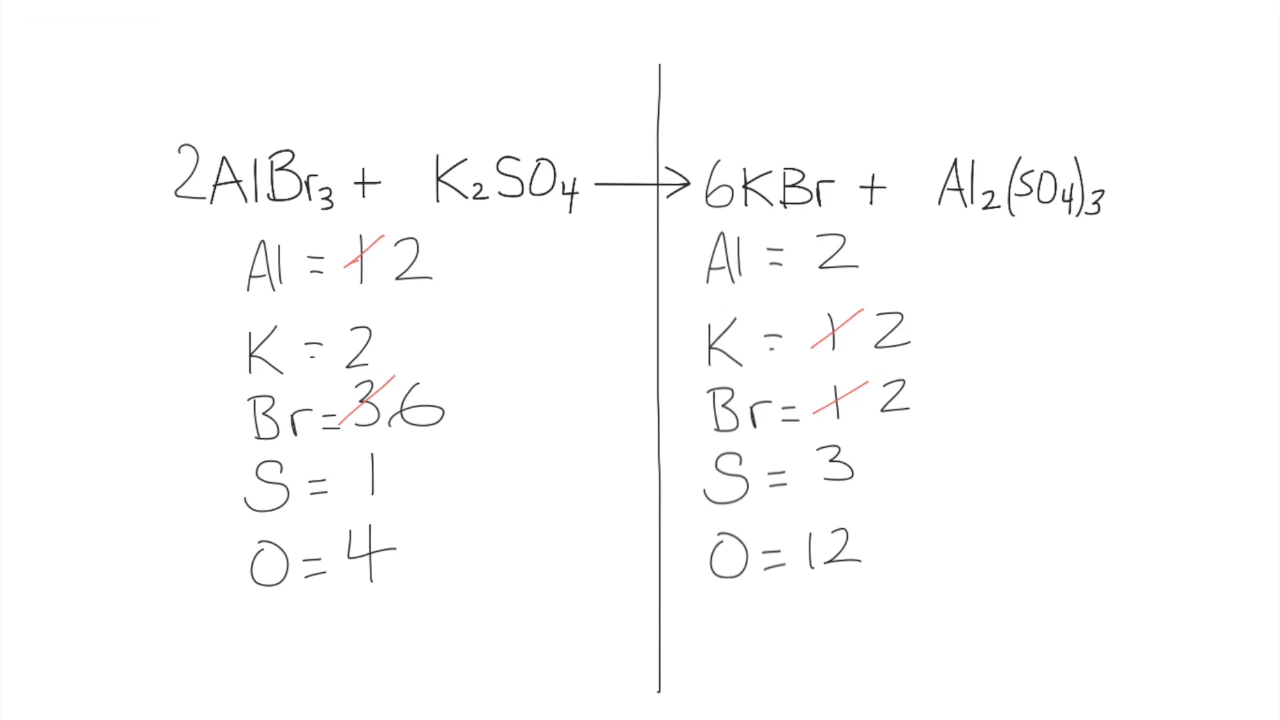 2AlBr₃ + K₂SO₄ → 6KBr + Al₂(SO₄)₃
Al = 1 2
K = 2
Br = 3 6
S = 1
O = 4
Al = 2
K = 1 2
Br = 1 2
S = 3
O = 12